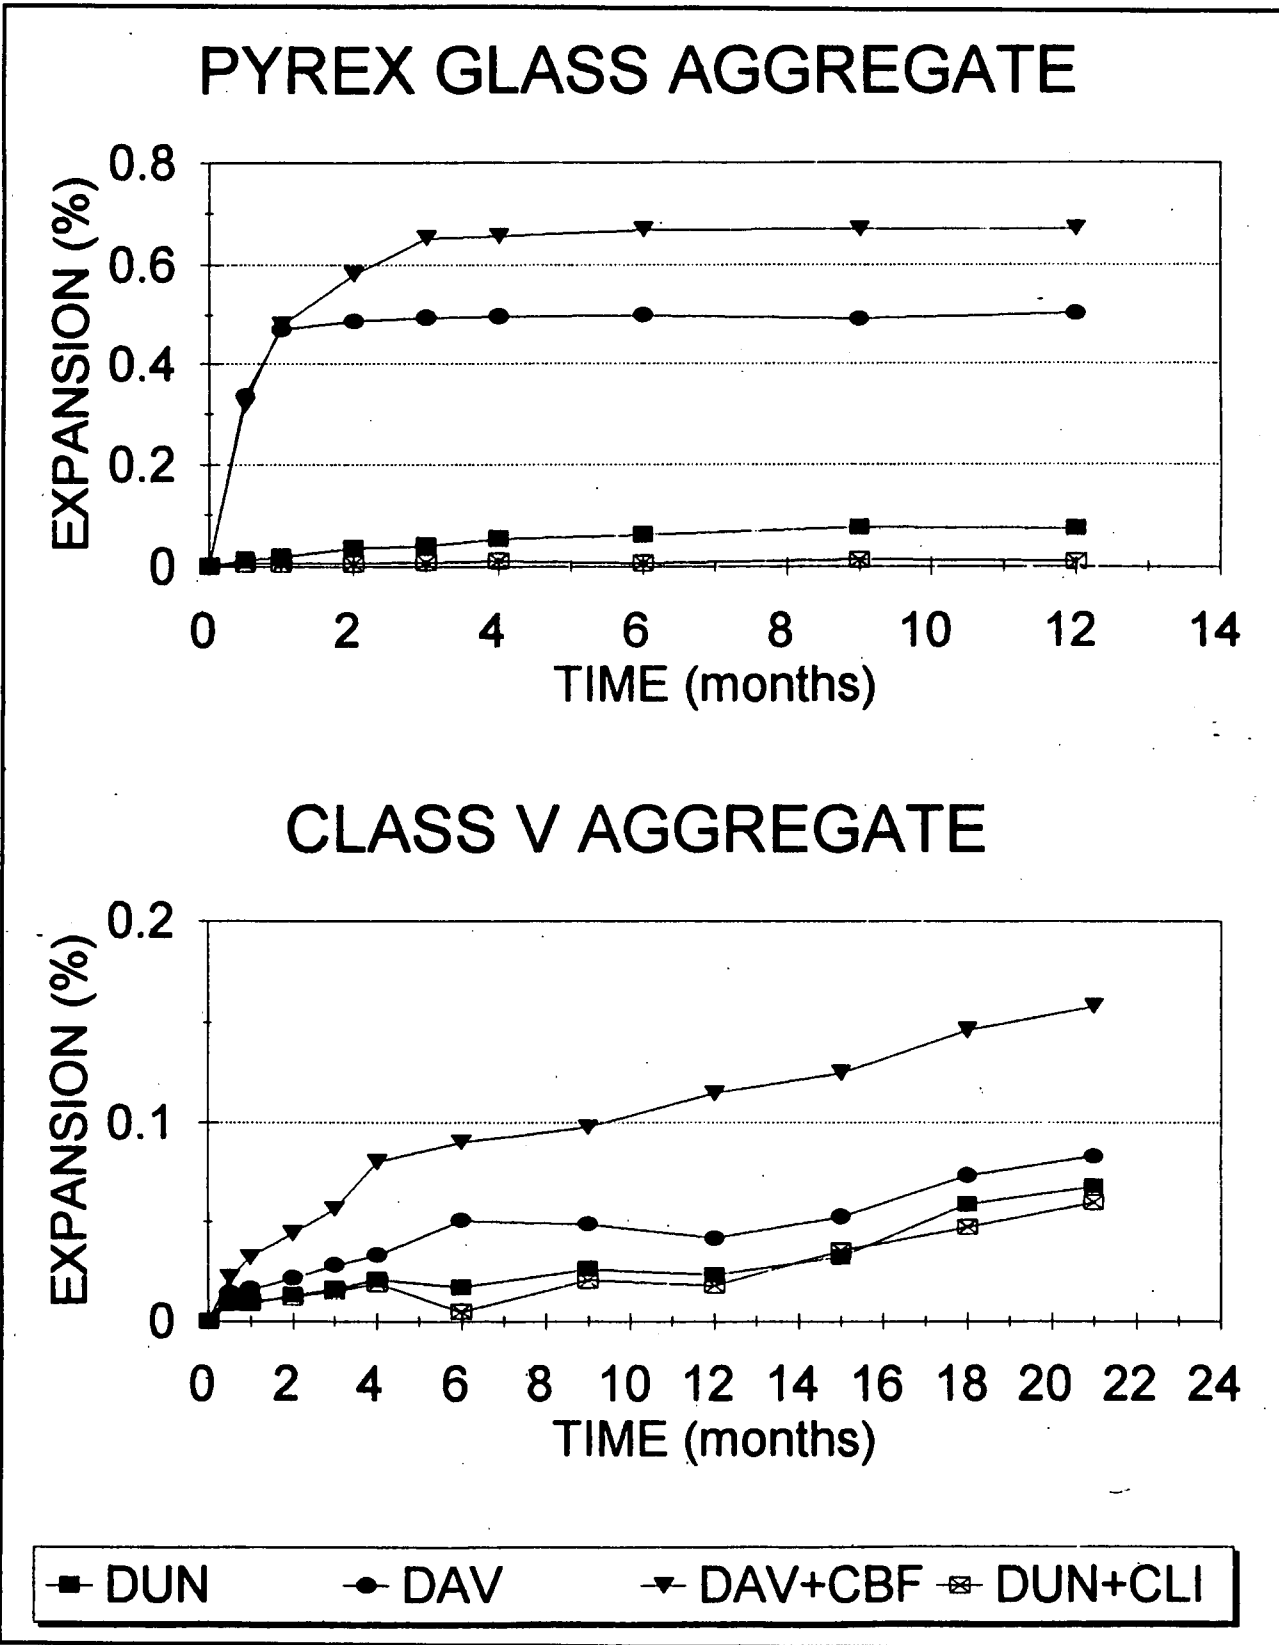 PYREX GLASS AGGREGATE
EXPANSION (%)
0.8
0.6
0.4
0.2
0
0 2 4 6 8 10 12 14
TIME (months)
CLASS V AGGREGATE
EXPANSION (%)
0.2
0.1
0
0 2 4 6 8 10 12 14 16 18 20 22 24
TIME (months)
DUN DAV DAV+CBF DUN+CLI